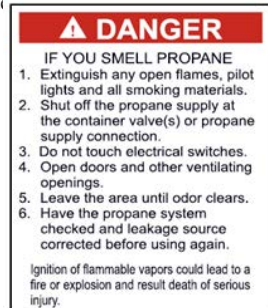 DANGER
IF YOU SMELL PROPANE
1. Extinguish any open flames, pilot
lights and all smoking materials.
2. Shut off the propane supply at
the container valve(s) or propane
supply connection.
3. Do not touch electrical switches.
4. Open doors and other ventilating
openings.
5. Leave the area until odor clears.
6. Have the propane system
checked and leakage source
corrected before using again.
Ignition of flammable vapors could lead to a
fire or explosion and result death of serious
injury.